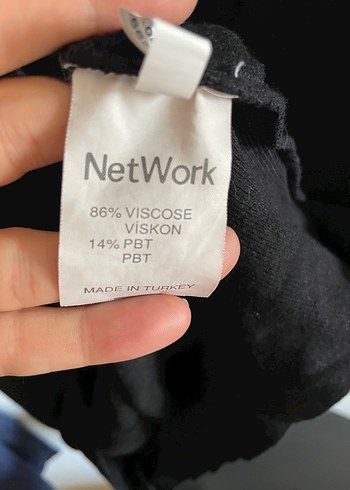 NetWork
86% VISCOSE
VİSKON
14% PBT
PBT
MADE IN TURKEY